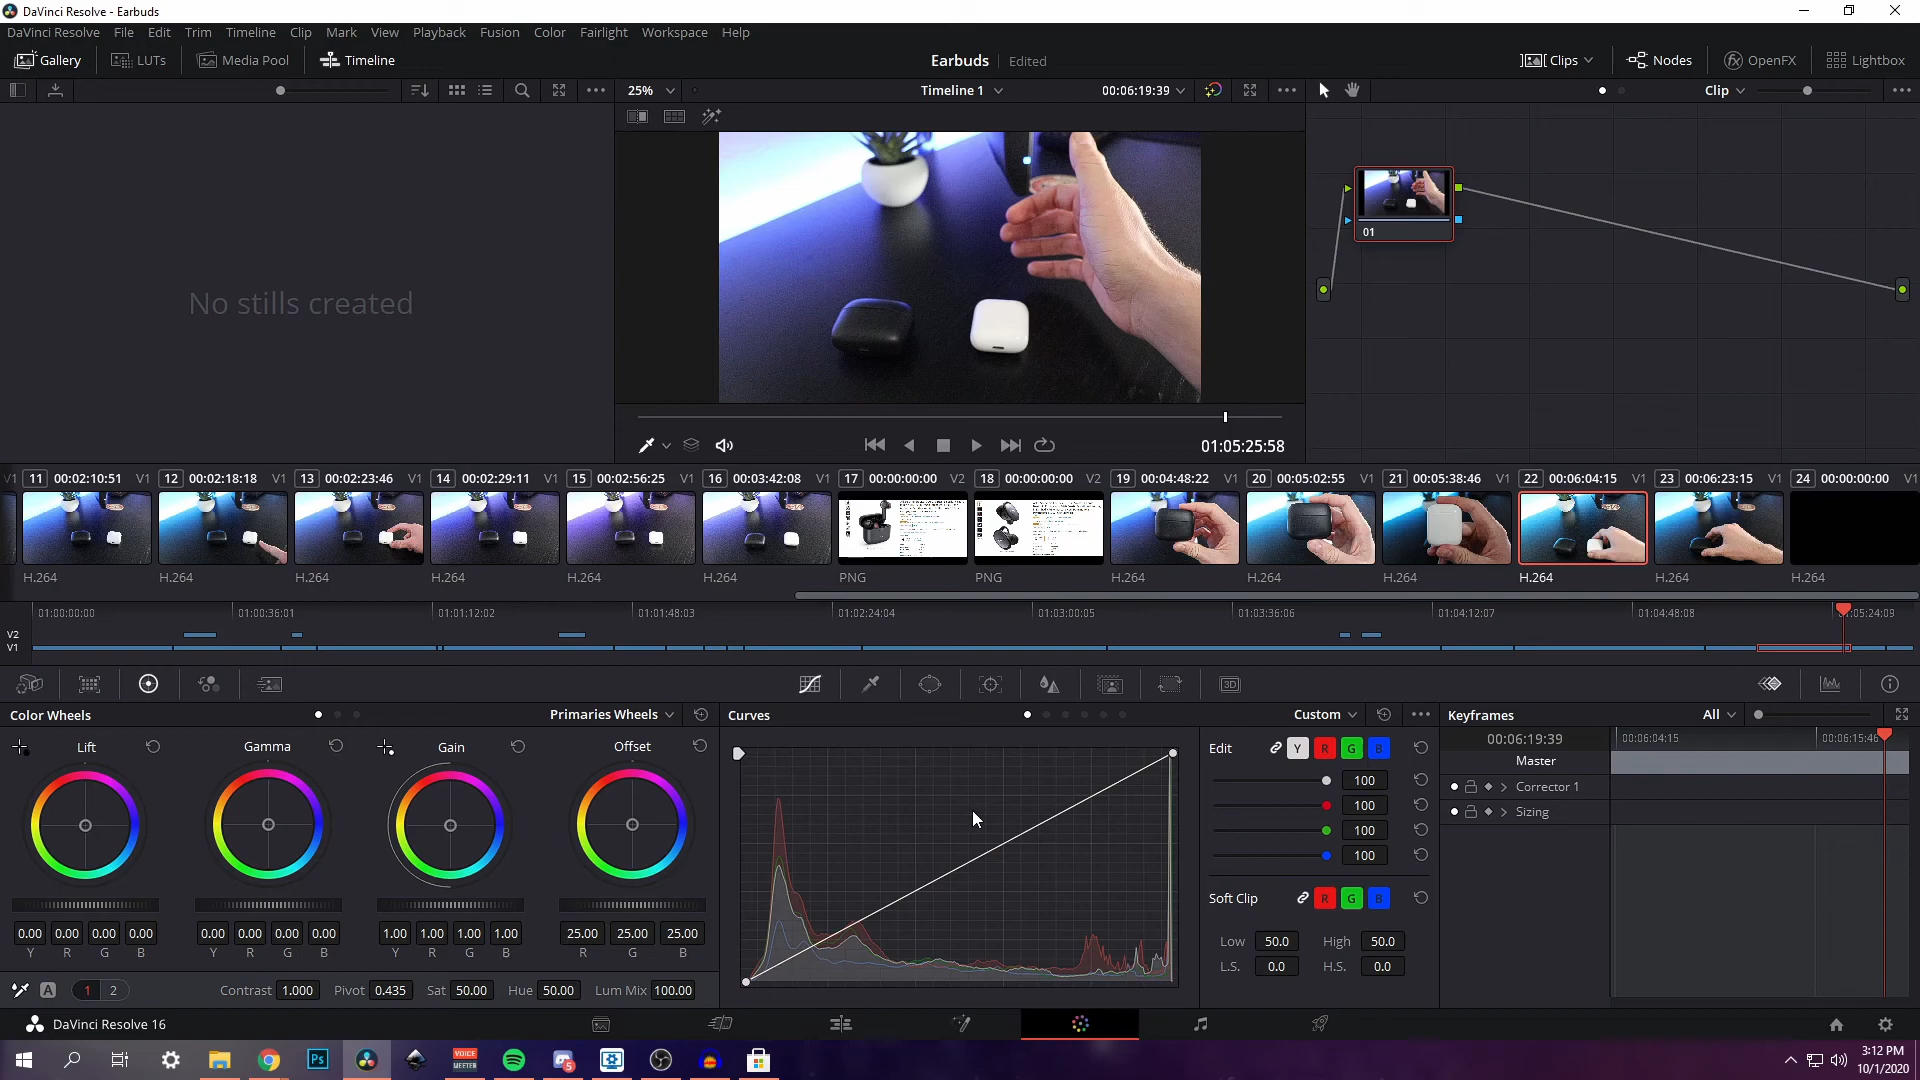 DaVinci Resolve - Earbuds
DaVinci Resolve File Edit Trim Timeline Clip Mark View Playback Fusion Color Fairlight Workspace Help
Gallery LUTs Media Pool Timeline Earbuds Edited Clips Nodes OpenFX Lightbox
25% Timeline 1 00:06:19:39 Clip
No stills created
01
01:05:25:58
V1 11 00:02:10:51 V1 12 00:02:18:18 V1 13 00:02:23:46 V1 14 00:02:29:11 V1 15 00:02:56:25 V1 16 00:03:42:08 V1 17 00:00:00:00 V2 18 00:00:00:00 V2 19 00:04:48:22 V1 20 00:05:02:55 V1 21 00:05:38:46 V1 22 00:06:04:15 V1 23 00:06:23:15 V1 24 00:00:00:00 V1
H.264 H.264 H.264 H.264 H.264 H.264 PNG PNG H.264 H.264 H.264 H.264 H.264 H.264
01:00:00:00 01:00:36:01 01:01:12:02 01:01:48:03 01:02:24:04 01:03:00:05 01:03:36:06 01:04:12:07 01:04:48:08 01:05:24:09
V2
V1
3D
Color Wheels Primaries Wheels Curves Custom Keyframes All
Lift Gamma Gain Offset Edit Y R G B 00:06:19:39 00:06:04:15 00:06:15:46
Master
100 Corrector 1
100 Sizing
100
100
Soft Clip R G B
0.00 0.00 0.00 0.00 0.00 0.00 0.00 0.00 1.00 1.00 1.00 1.00 25.00 25.00 25.00 Low 50.0 High 50.0
Y R G B Y R G B Y R G B R G B L.S. 0.0 H.S. 0.0
A 1 2 Contrast 1.000 Pivot 0.435 Sat 50.00 Hue 50.00 Lum Mix 100.00
DaVinci Resolve 16
Ps VOICE MEETER 5
3:12 PM
10/1/2020